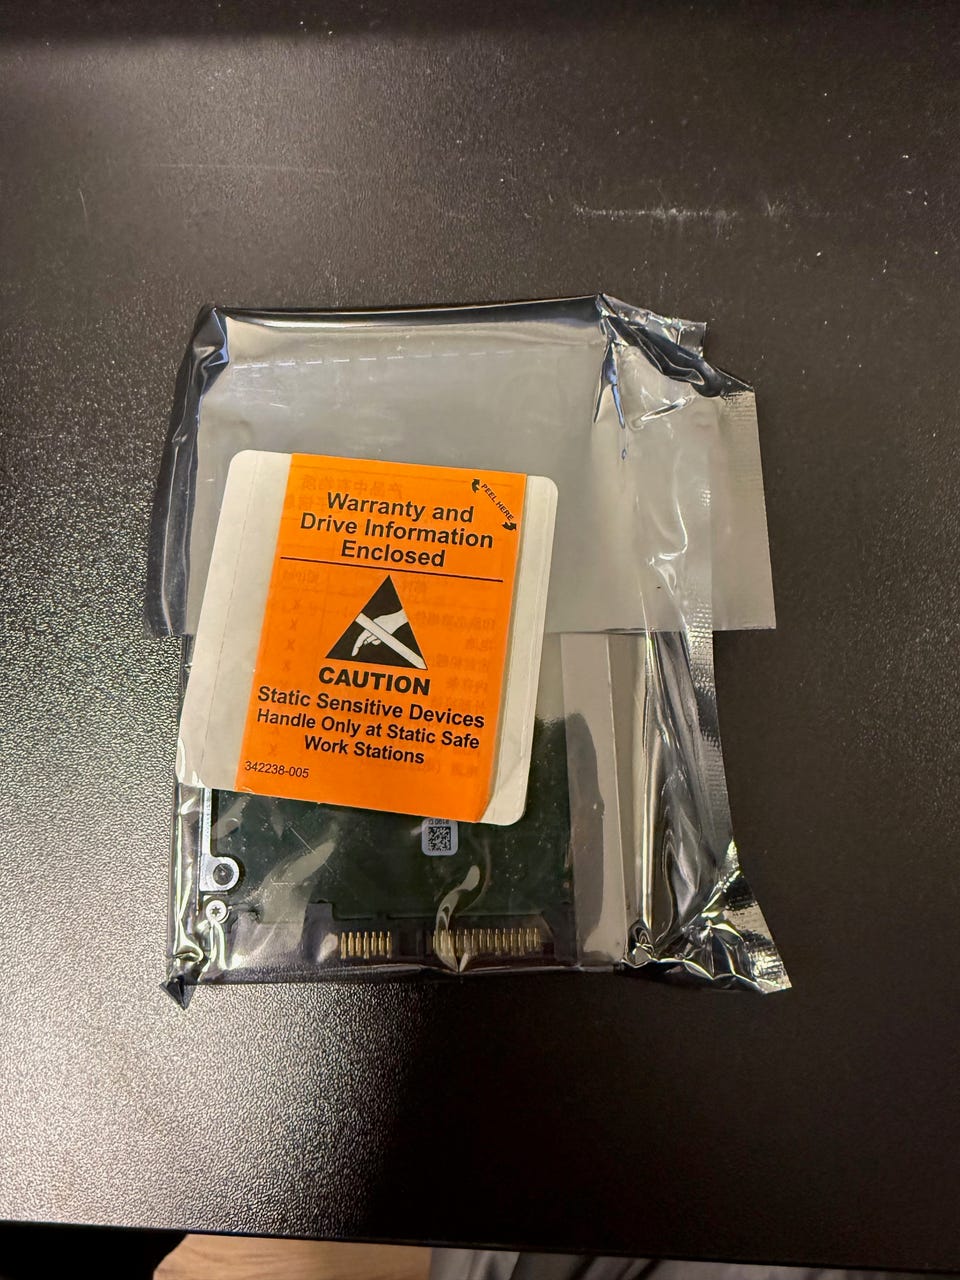 PEEL HERE
Warranty and
Drive Information
Enclosed
CAUTION
Static Sensitive Devices
Handle Only at Static Safe
Work Stations
342238-005